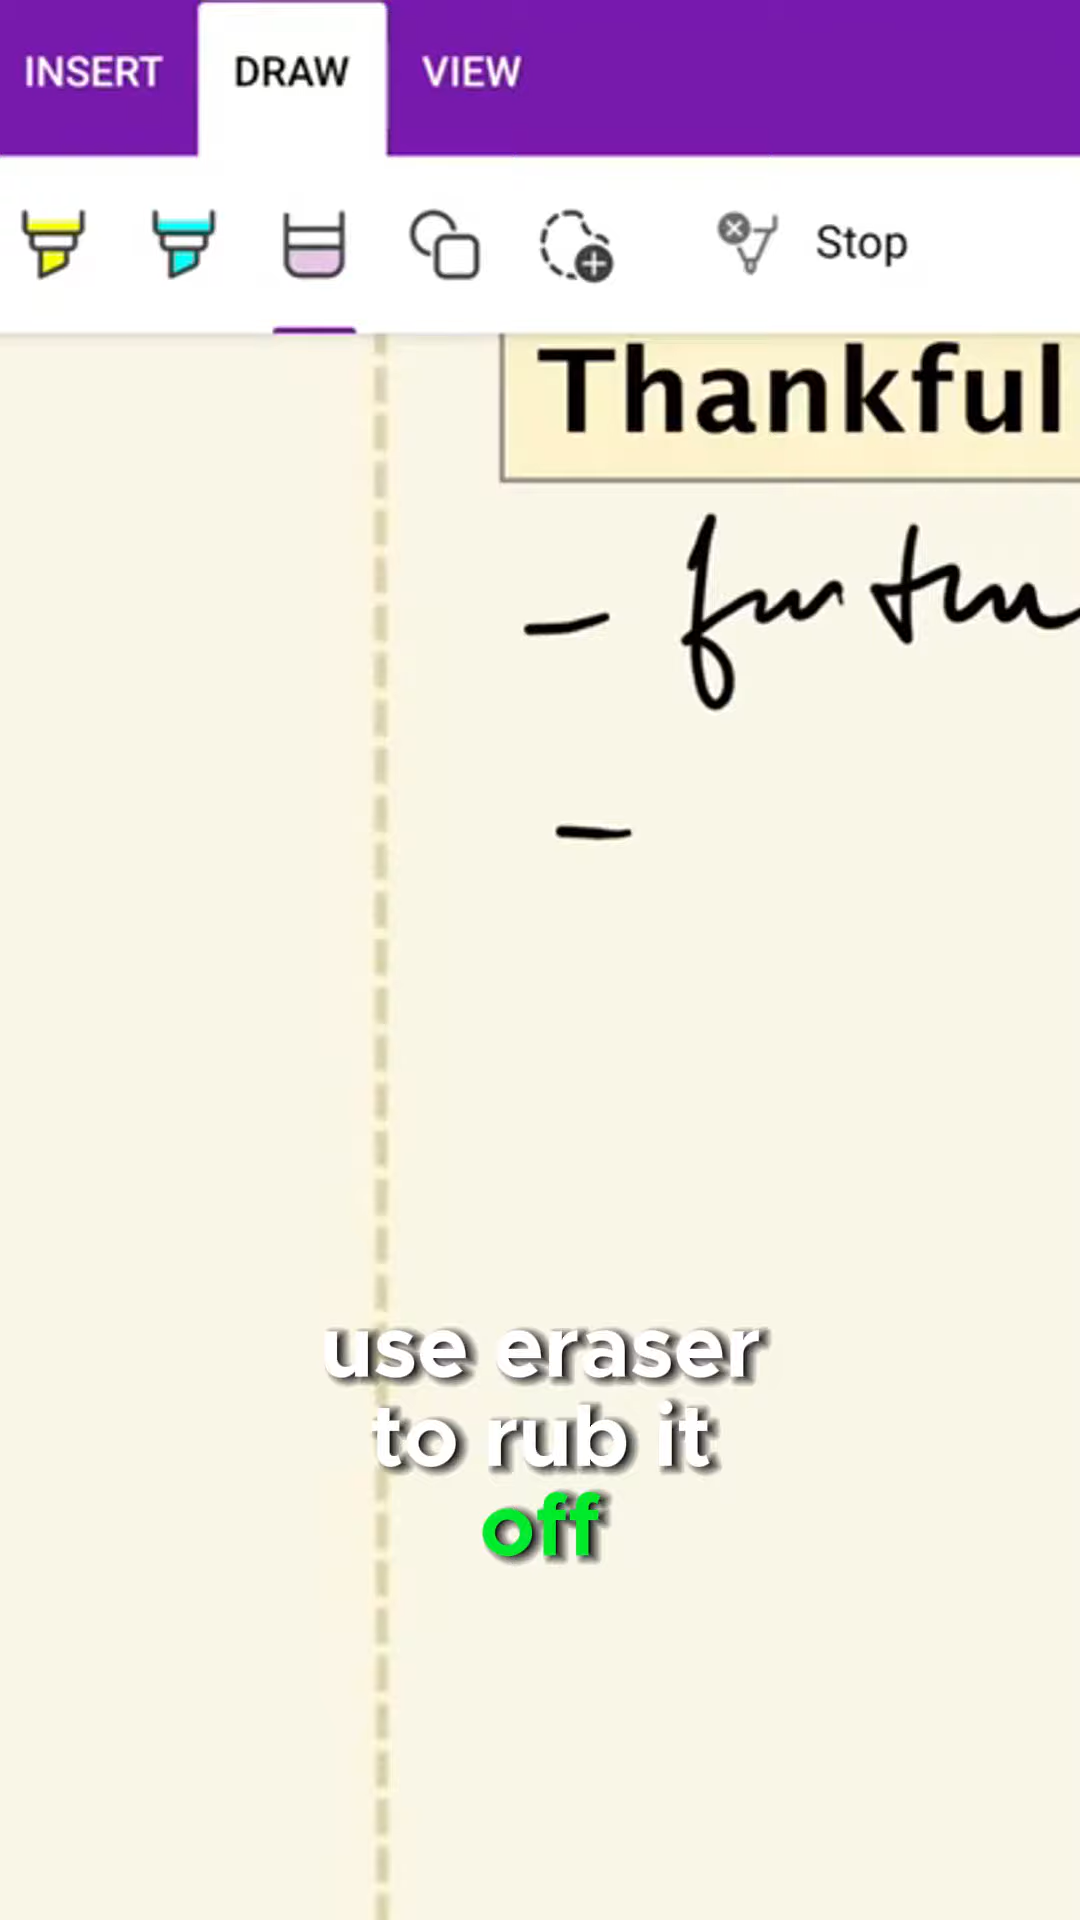 INSERT DRAW VIEW
Stop
Thankful
-
-
use eraser
to rub it
off